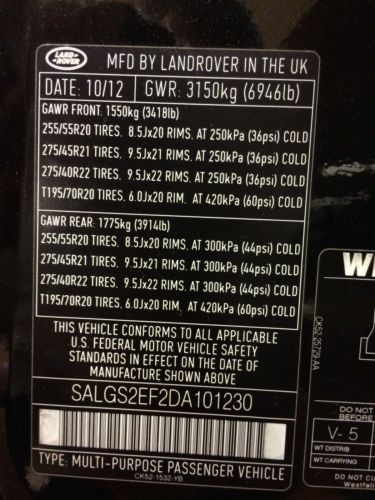 LAND-
ROVER
MFD BY LANDROVER IN THE UK
DATE: 10/12 GWR: 3150kg (6946lb)
GAWR FRONT: 1550kg (3418lb)
255/55R20 TIRES. 8.5Jx20 RIMS. AT 250kPa (36psi) COLD
275/45R21 TIRES. 9.5Jx21 RIMS. AT 250kPa (36psi) COLD
275/40R22 TIRES. 9.5Jx22 RIMS. AT 250kPa (36psi) COLD
T195/70R20 TIRES. 6.0Jx20 RIM. AT 420kPa (60psi) COLD
GAWR REAR: 1775kg (3914lb)
255/55R20 TIRES. 8.5Jx20 RIMS. AT 300kPa (44psi) COLD
275/45R21 TIRES. 9.5Jx21 RIMS. AT 300kPa (44psi) COLD
275/40R22 TIRES. 9.5Jx22 RIMS. AT 300kPa (44psi) COLD
T195/70R20 TIRES. 6.0Jx20 RIM. AT 420kPa (60psi) COLD
THIS VEHICLE CONFORMS TO ALL APPLICABLE
U.S. FEDERAL MOTOR VEHICLE SAFETY
STANDARDS IN EFFECT ON THE DATE OF
MANUFACTURE SHOWN ABOVE
SALGS2EF2DA101230
TYPE: MULTI-PURPOSE PASSENGER VEHICLE
CK52-1532-YB
CK52-25729-AA
DO NOT
BEFORE
V-5
WT DISTRIB
WT CARRYING
DO NOT CU
Westfali